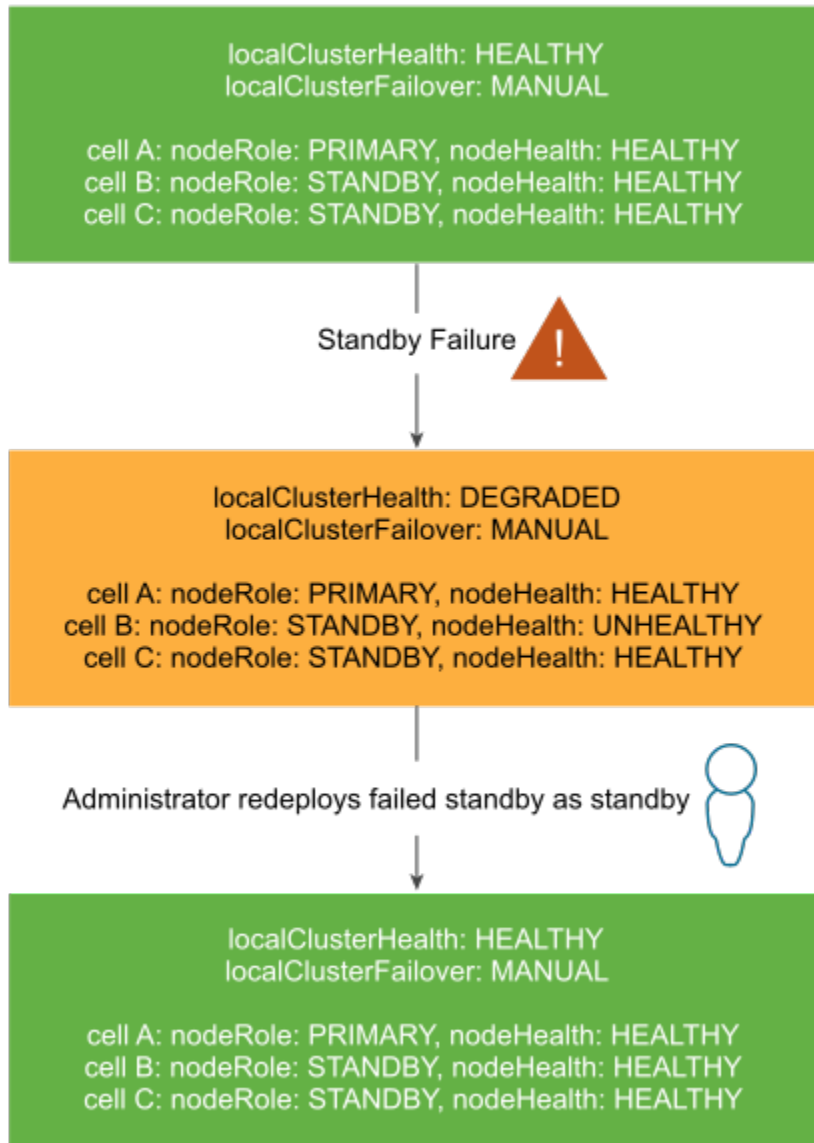 localClusterHealth: HEALTHY
localClusterFailover: MANUAL
cell A: nodeRole: PRIMARY, nodeHealth: HEALTHY
cell B: nodeRole: STANDBY, nodeHealth: HEALTHY
cell C: nodeRole: STANDBY, nodeHealth: HEALTHY
Standby Failure
!
localClusterHealth: DEGRADED
localClusterFailover: MANUAL
cell A: nodeRole: PRIMARY, nodeHealth: HEALTHY
cell B: nodeRole: STANDBY, nodeHealth: UNHEALTHY
cell C: nodeRole: STANDBY, nodeHealth: HEALTHY
Administrator redeploys failed standby as standby
localClusterHealth: HEALTHY
localClusterFailover: MANUAL
cell A: nodeRole: PRIMARY, nodeHealth: HEALTHY
cell B: nodeRole: STANDBY, nodeHealth: HEALTHY
cell C: nodeRole: STANDBY, nodeHealth: HEALTHY